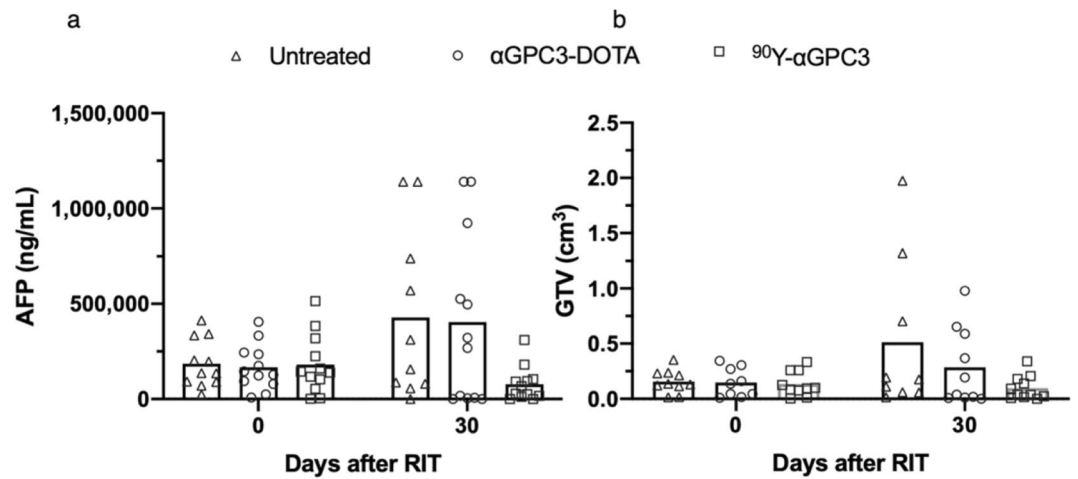 a
b
Untreated
αGPC3-DOTA
⁹⁰Y-αGPC3
AFP (ng/mL)
1,500,000
1,000,000
500,000
0
0
30
Days after RIT
GTV (cm³)
2.5
2.0
1.5
1.0
0.5
0.0
0
30
Days after RIT